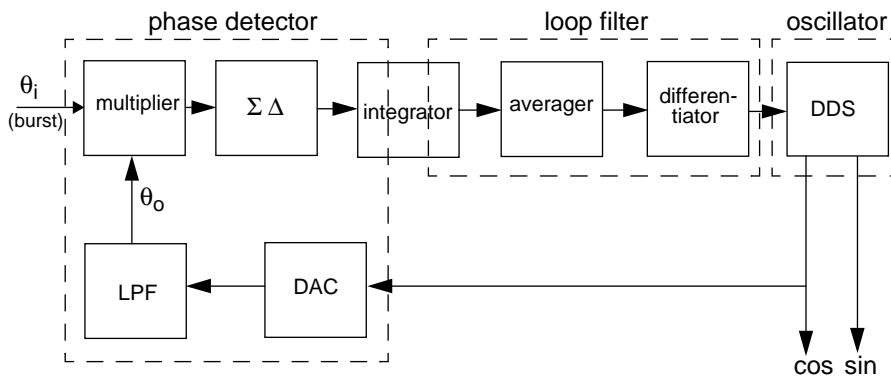 phase detector
loop filter
oscillator
θi
(burst)
multiplier
Σ Δ
integrator
averager
differen-
tiator
DDS
θo
LPF
DAC
cos
sin